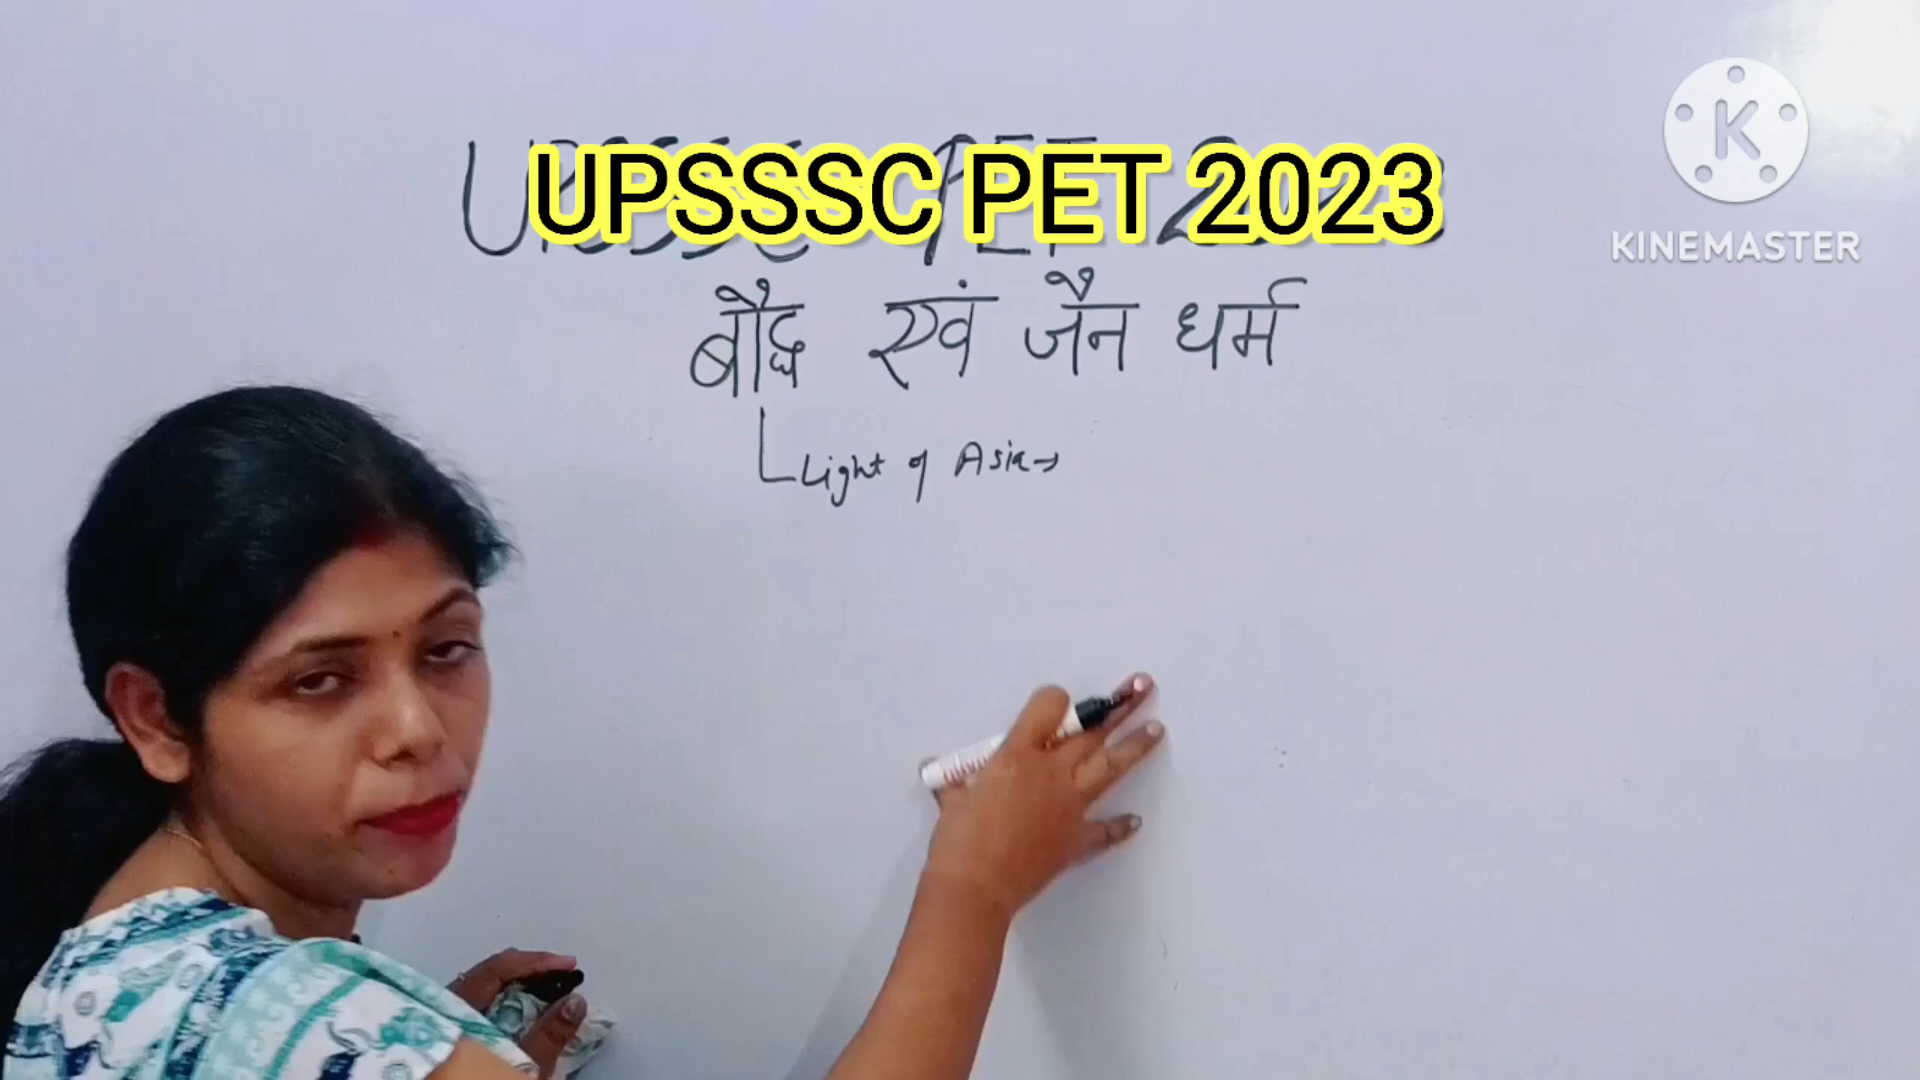 UPSSSC PET 2023
K
KINEMASTER
बौद्ध एवं जैन धर्म
Light of Asia→